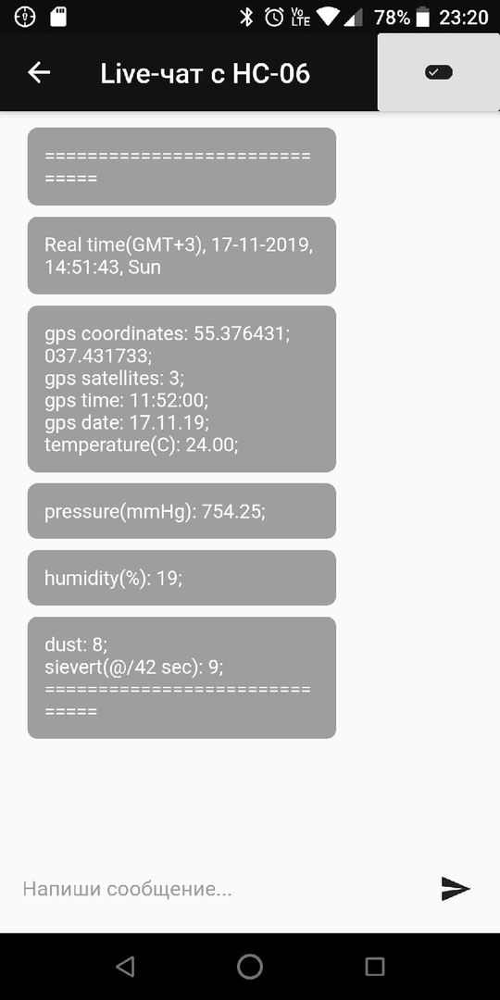 Vo
LTE
78%
23:20
Live-чат с HC-06
==========================
=====
Real time(GMT+3), 17-11-2019,
14:51:43, Sun
gps coordinates: 55.376431;
037.431733;
gps satellites: 3;
gps time: 11:52:00;
gps date: 17.11.19;
temperature(C): 24.00;
pressure(mmHg): 754.25;
humidity(%): 19;
dust: 8;
sievert(@/42 sec): 9;
==========================
=====
Напиши сообщение...